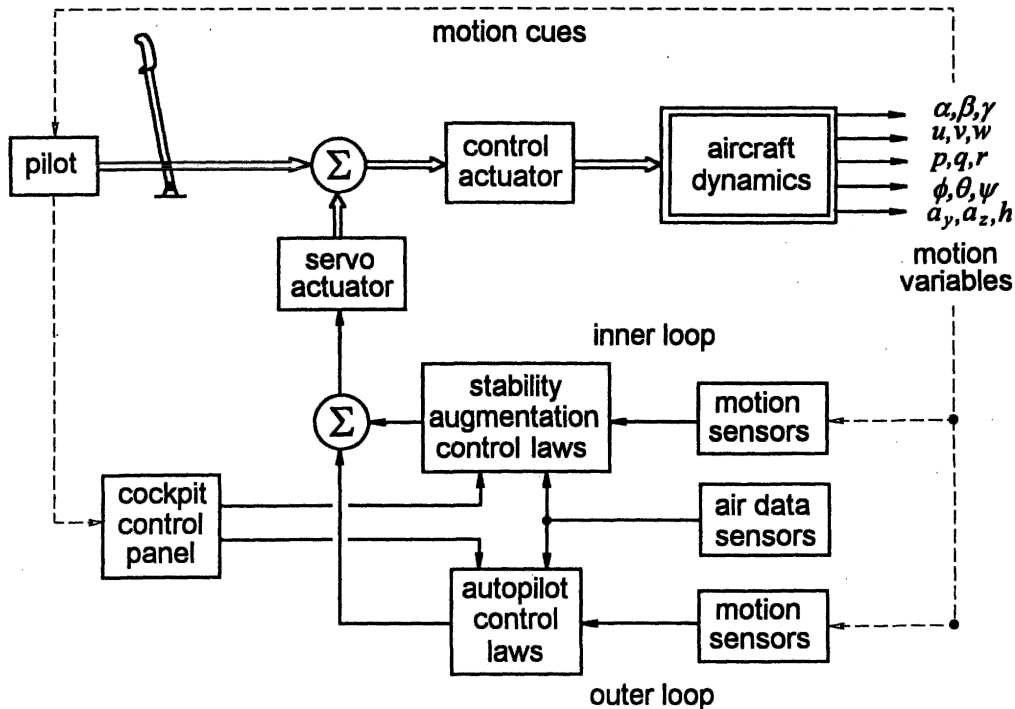 motion cues
pilot
Σ
control
actuator
aircraft
dynamics
α,β,γ
u,v,w
p,q,r
ϕ,θ,ψ
a_y,a_z,h
motion
variables
servo
actuator
inner loop
Σ
stability
augmentation
control laws
motion
sensors
cockpit
control
panel
air data
sensors
autopilot
control
laws
motion
sensors
outer loop